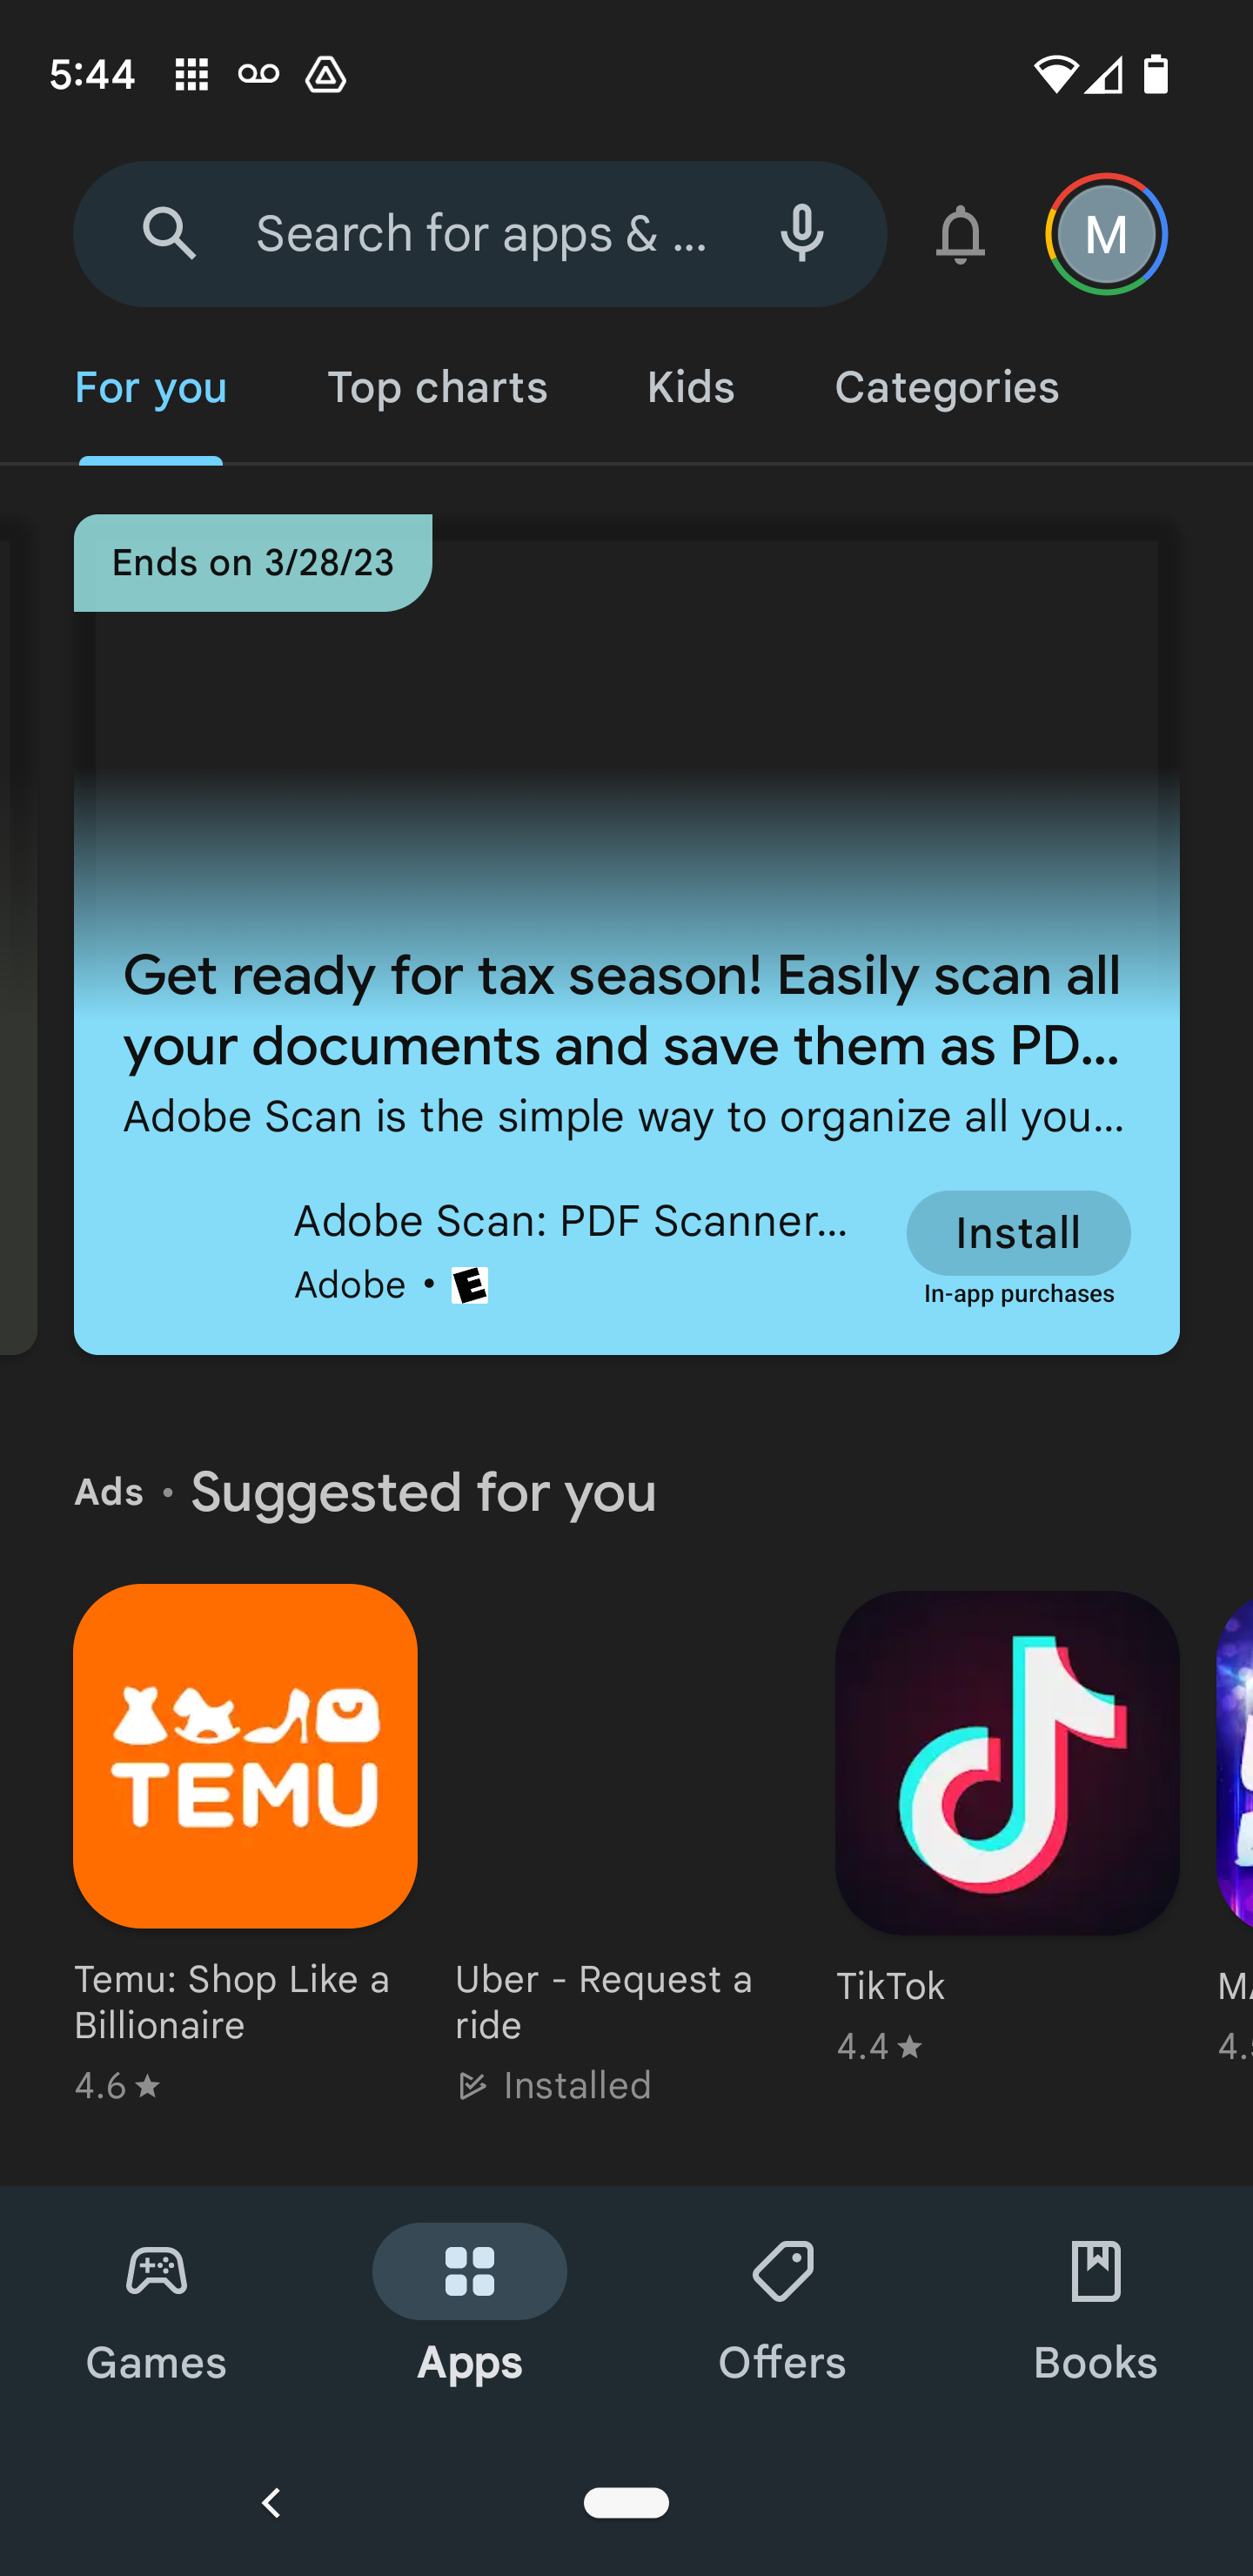 5:44
Search for apps & ...
M
For you
Top charts
Kids
Categories
Ends on 3/28/23
Get ready for tax season! Easily scan all
your documents and save them as PD...
Adobe Scan is the simple way to organize all you...
Adobe Scan: PDF Scanner...
Install
Adobe • E
In-app purchases
Ads • Suggested for you
TEMU
Temu: Shop Like a
Billionaire
4.6
Uber - Request a
ride
Installed
TikTok
4.4
Games
Apps
Offers
Books